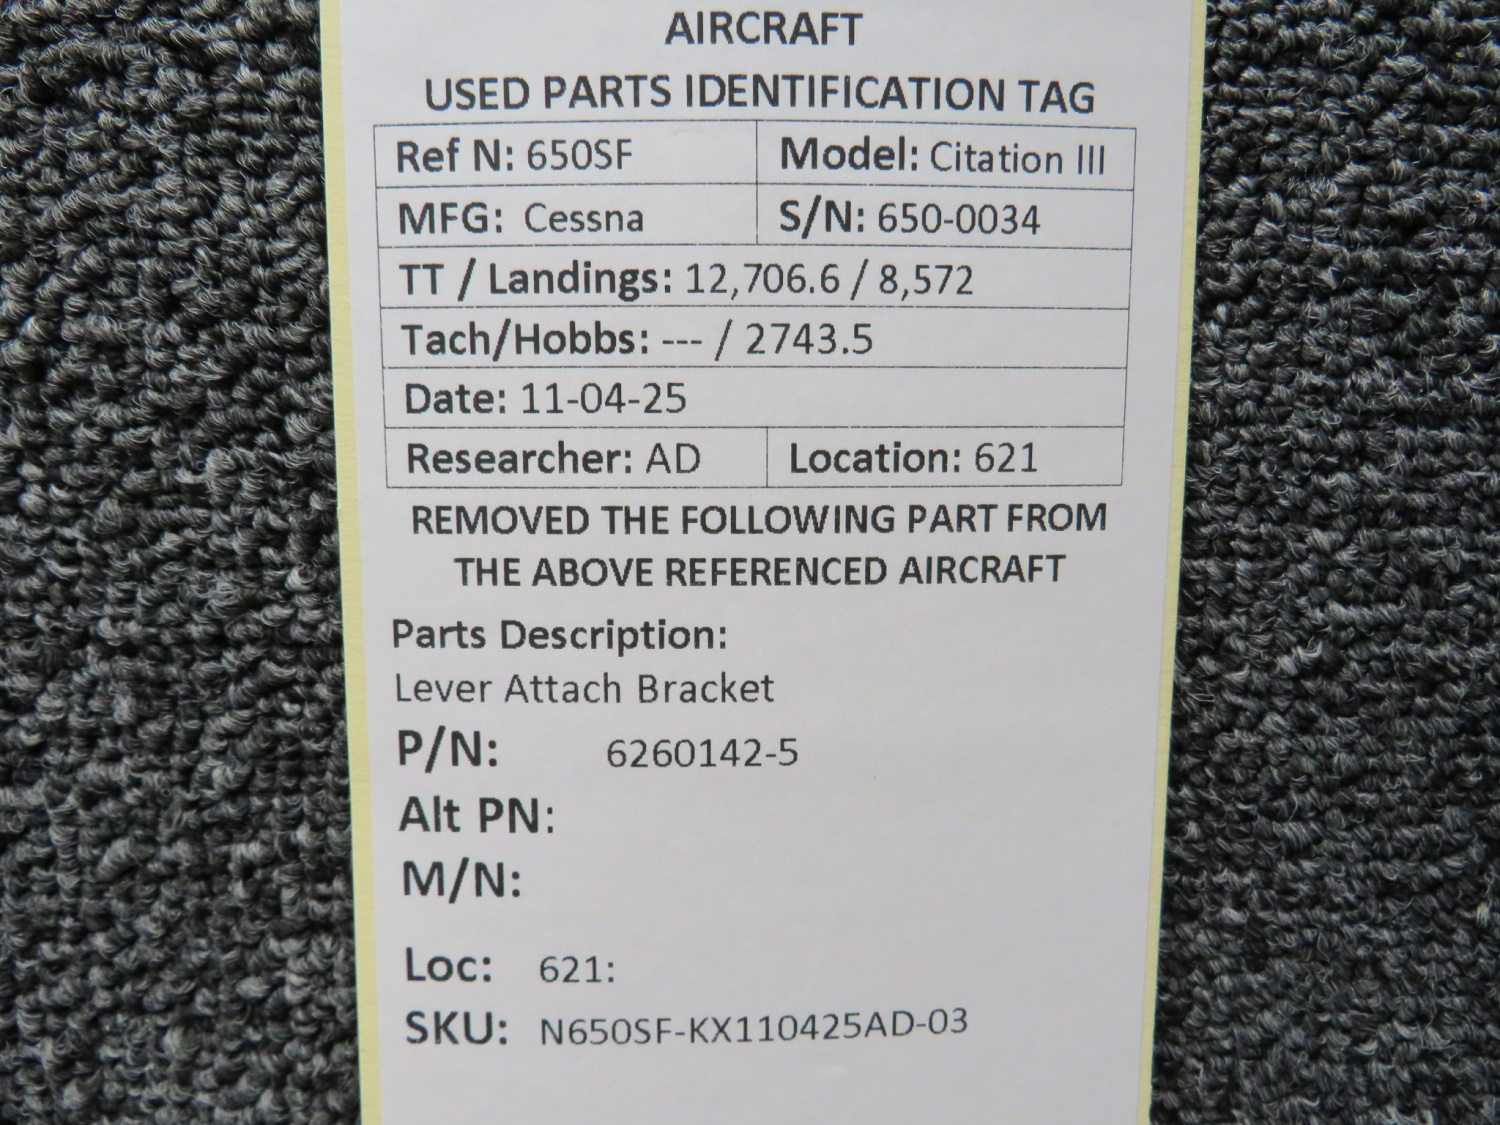 AIRCRAFT
USED PARTS IDENTIFICATION TAG
Ref N: 650SF Model: Citation III
MFG: Cessna S/N: 650-0034
TT / Landings: 12,706.6 / 8,572
Tach/Hobbs: --- / 2743.5
Date: 11-04-25
Researcher: AD Location: 621
REMOVED THE FOLLOWING PART FROM
THE ABOVE REFERENCED AIRCRAFT
Parts Description:
Lever Attach Bracket
P/N: 6260142-5
Alt PN:
M/N:
Loc: 621:
SKU: N650SF-KX110425AD-03